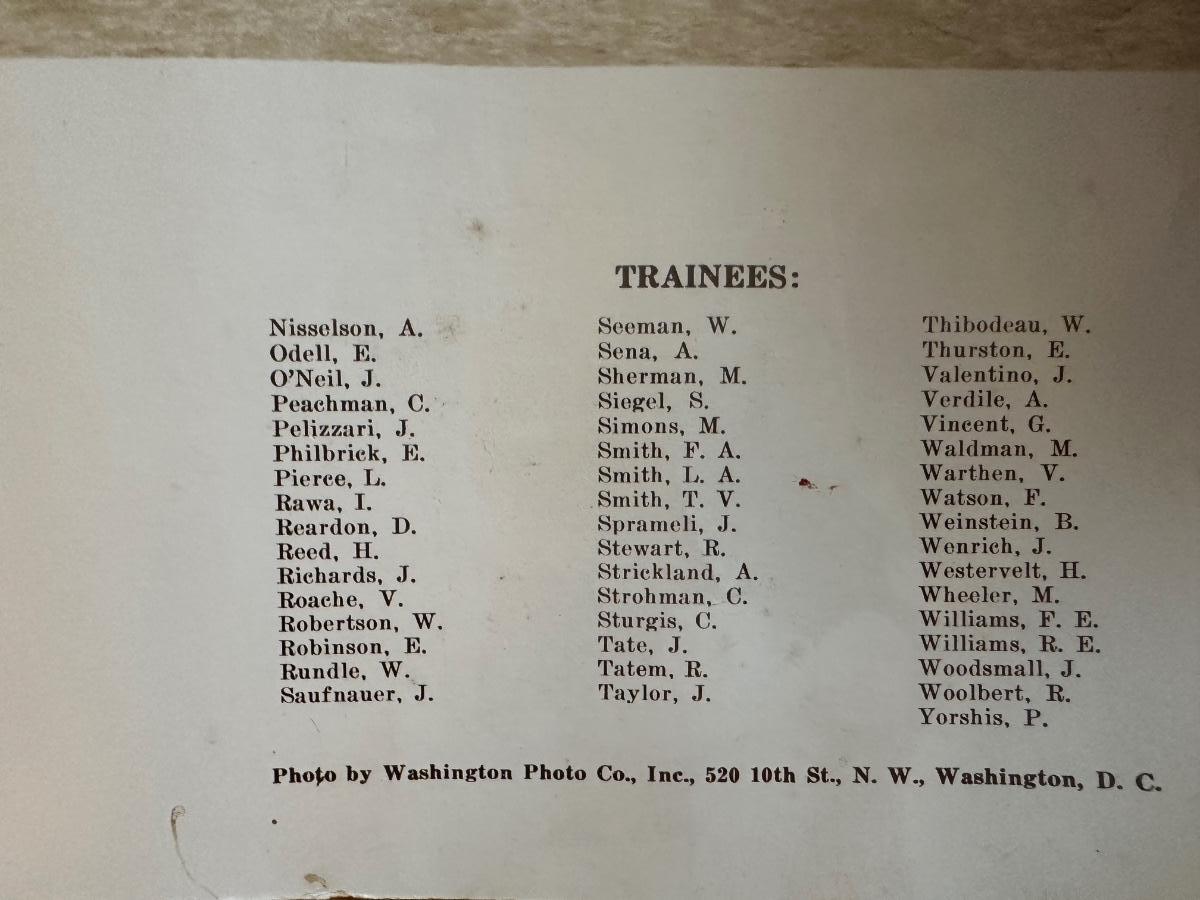 TRAINEES:
Nisselson, A.
Odell, E.
O'Neil, J.
Peachman, C.
Pelizzari, J.
Philbrick, E.
Pierce, L.
Rawa, I.
Reardon, D.
Reed, H.
Richards, J.
Roache, V.
Robertson, W.
Robinson, E.
Rundle, W.
Saufnauer, J.
Seeman, W.
Sena, A.
Sherman, M.
Siegel, S.
Simons, M.
Smith, F. A.
Smith, L. A.
Smith, T. V.
Sprameli, J.
Stewart, R.
Strickland, A.
Strohman, C.
Sturgis, C.
Tate, J.
Tatem, R.
Taylor, J.
Thibodeau, W.
Thurston, E.
Valentino, J.
Verdile, A.
Vincent, G.
Waldman, M.
Warthen, V.
Watson, F.
Weinstein, B.
Wenrich, J.
Westervelt, H.
Wheeler, M.
Williams, F. E.
Williams, R. E.
Woodsmall, J.
Woolbert, R.
Yorshis, P.
Photo by Washington Photo Co., Inc., 520 10th St., N. W., Washington, D. C.